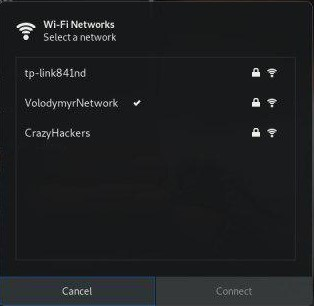 Wi-Fi Networks
Select a network
tp-link841nd
VolodymyrNetwork
CrazyHackers
Cancel Connect